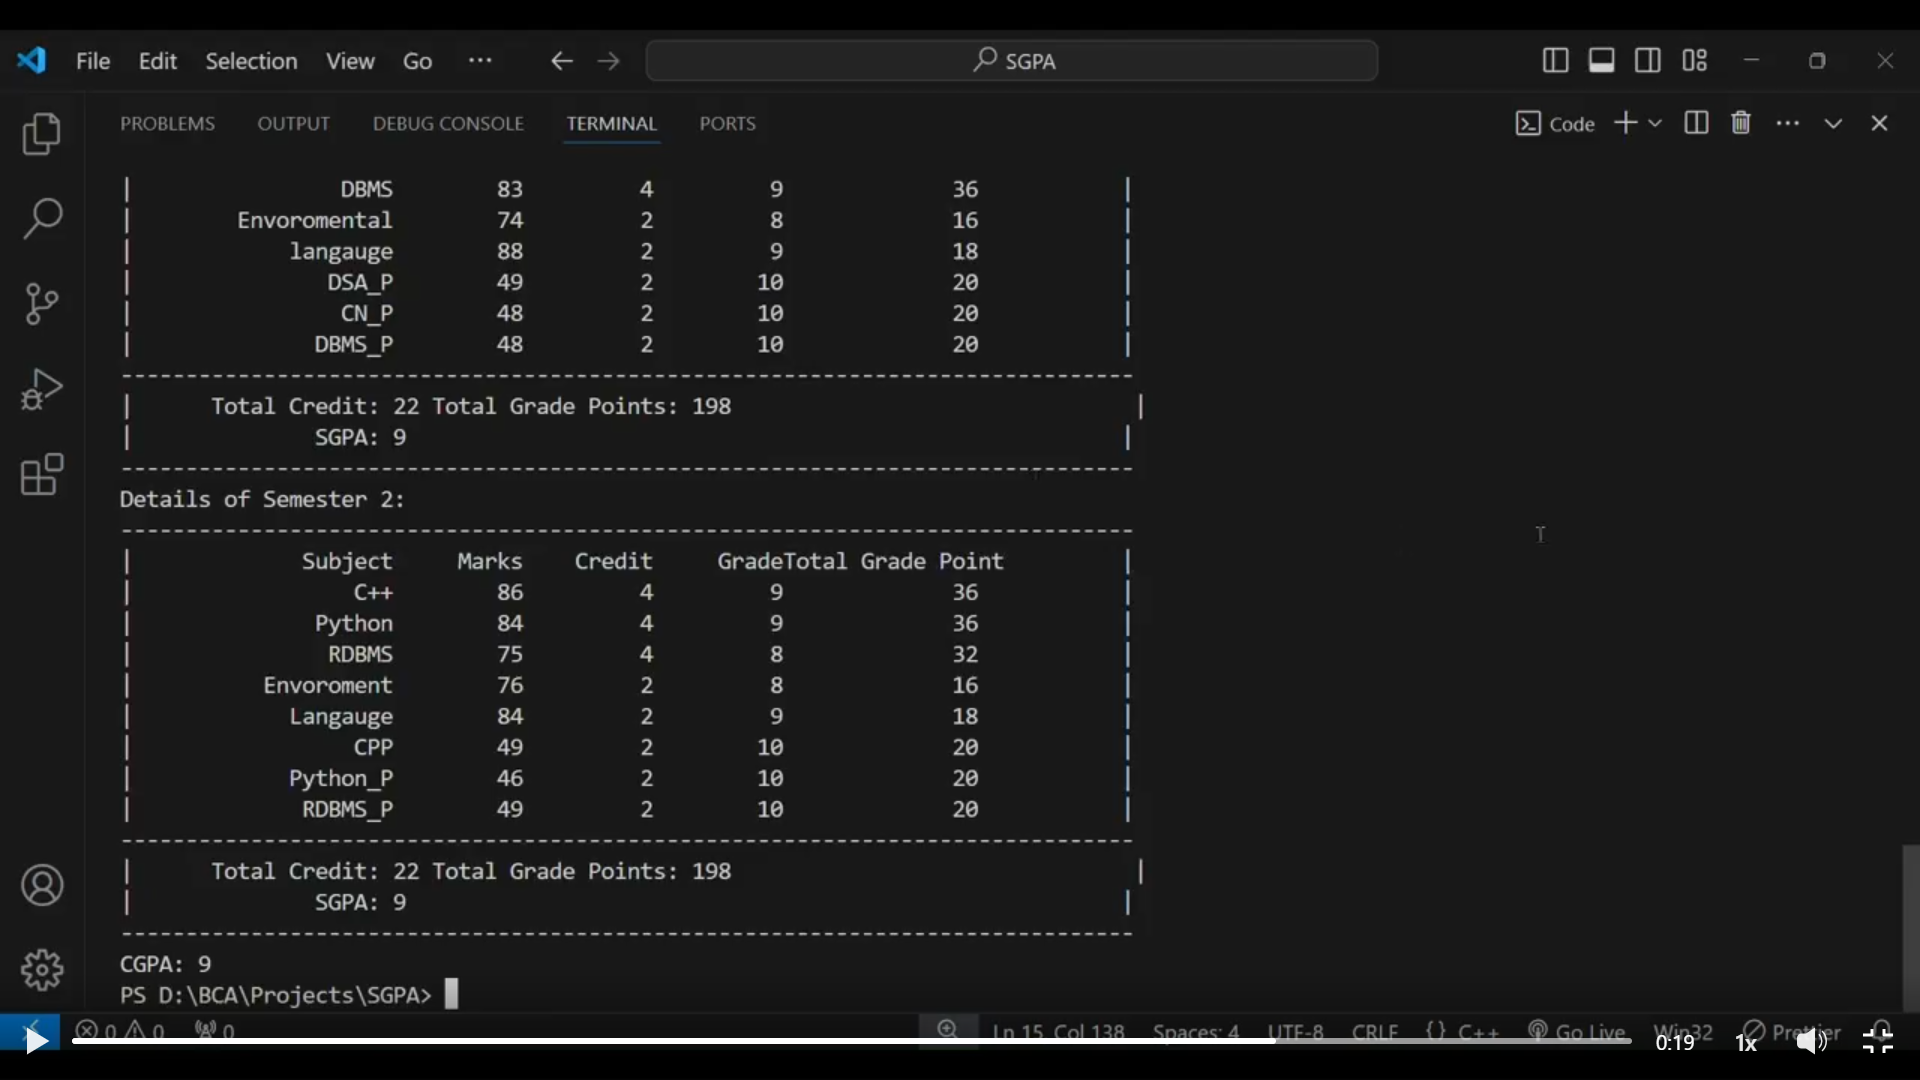 File Edit Selection View Go ··· SGPA
PROBLEMS OUTPUT DEBUG CONSOLE TERMINAL PORTS Code
| DBMS 83 4 9 36 |
| Envoromental 74 2 8 16 |
| langauge 88 2 9 18 |
| DSA_P 49 2 10 20 |
| CN_P 48 2 10 20 |
| DBMS_P 48 2 10 20 |
------------------------------------------------------------------------------
| Total Credit: 22 Total Grade Points: 198 |
| SGPA: 9 |
------------------------------------------------------------------------------
Details of Semester 2:
------------------------------------------------------------------------------
| Subject Marks Credit GradeTotal Grade Point |
| C++ 86 4 9 36 |
| Python 84 4 9 36 |
| RDBMS 75 4 8 32 |
| Envoroment 76 2 8 16 |
| Langauge 84 2 9 18 |
| CPP 49 2 10 20 |
| Python_P 46 2 10 20 |
| RDBMS_P 49 2 10 20 |
------------------------------------------------------------------------------
| Total Credit: 22 Total Grade Points: 198 |
| SGPA: 9 |
------------------------------------------------------------------------------
CGPA: 9
PS D:\BCA\Projects\SGPA>
0 0 0 Ln 15, Col 138 Spaces: 4 UTF-8 CRLF {} C++ Go Live Win32 Prettier
0:19 1x